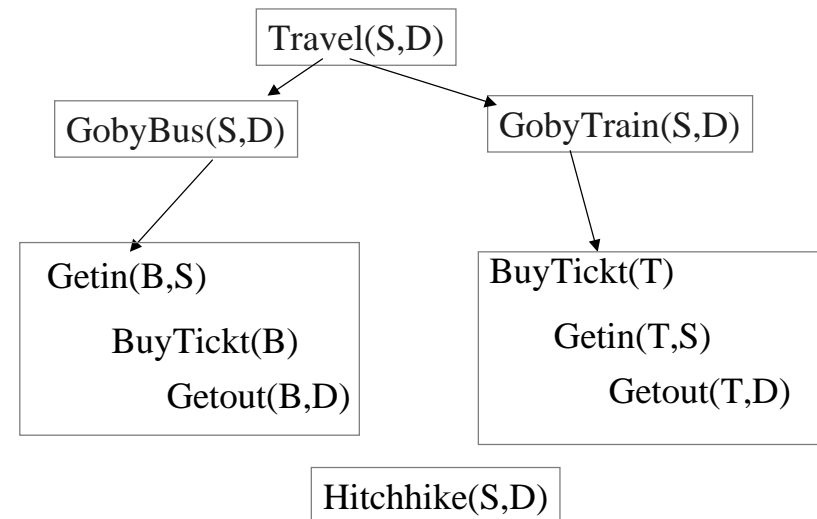 Travel(S,D)
GobyBus(S,D)
GobyTrain(S,D)
Getin(B,S)
BuyTickt(B)
Getout(B,D)
BuyTickt(T)
Getin(T,S)
Getout(T,D)
Hitchhike(S,D)